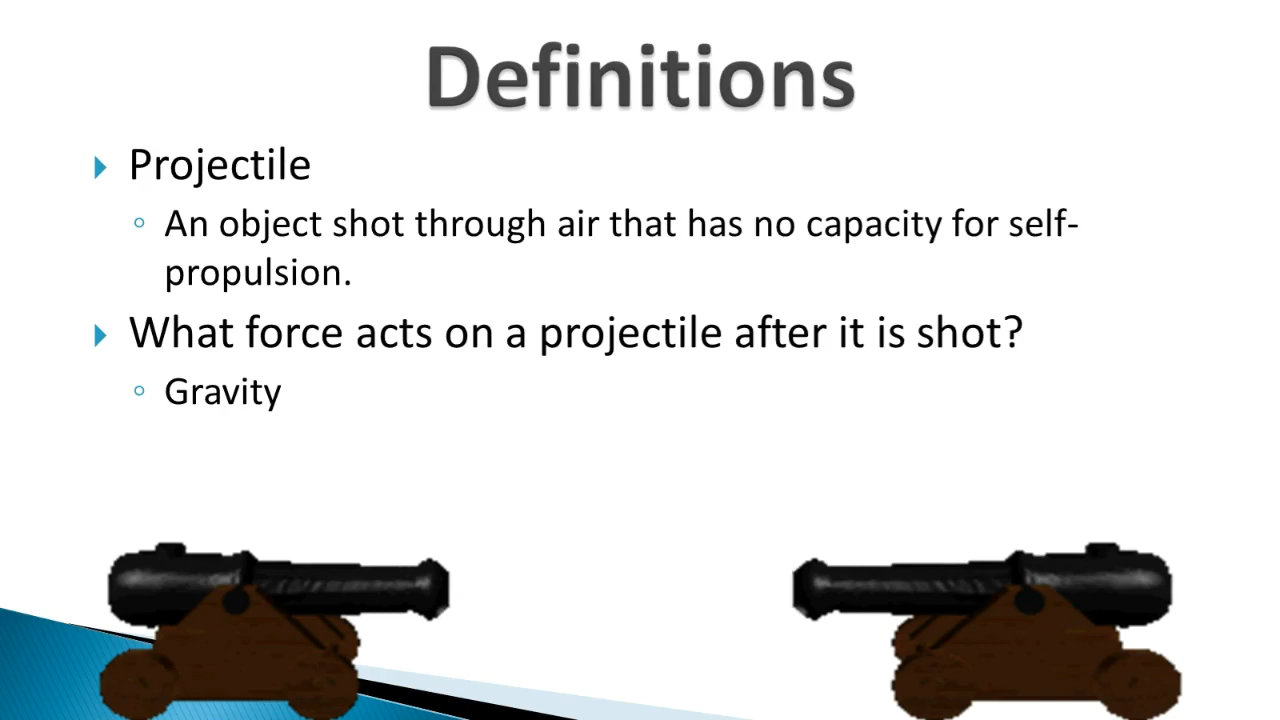 Definitions
Projectile
An object shot through air that has no capacity for self-
propulsion.
What force acts on a projectile after it is shot?
Gravity